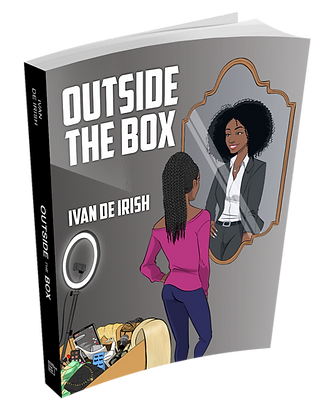 OUTSIDE
THE BOX
IVAN DE IRISH
IVAN
DE IRISH
OUTSIDE THE BOX